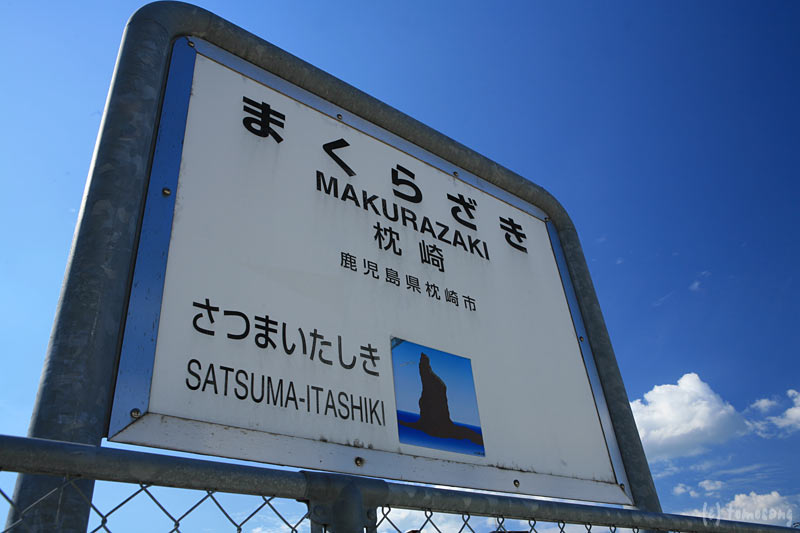 まくらざき
MAKURAZAKI
枕崎
鹿児島県枕崎市
さつまいたしき
SATSUMA-ITASHIKI
(c) tomosang